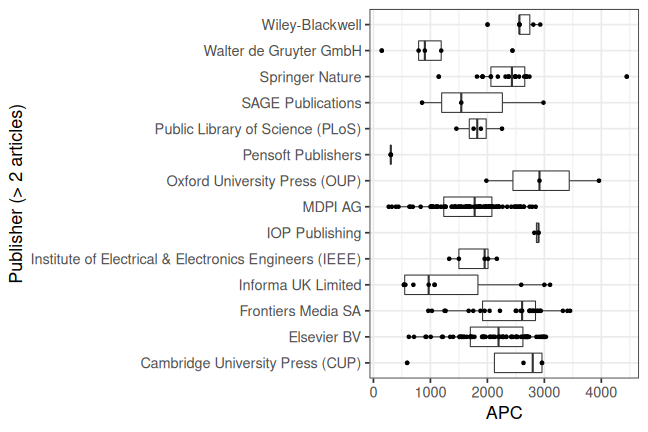 Publisher (> 2 articles)
Wiley-Blackwell
Walter de Gruyter GmbH
Springer Nature
SAGE Publications
Public Library of Science (PLoS)
Pensoft Publishers
Oxford University Press (OUP)
MDPI AG
IOP Publishing
Institute of Electrical & Electronics Engineers (IEEE)
Informa UK Limited
Frontiers Media SA
Elsevier BV
Cambridge University Press (CUP)
0 1000 2000 3000 4000
APC